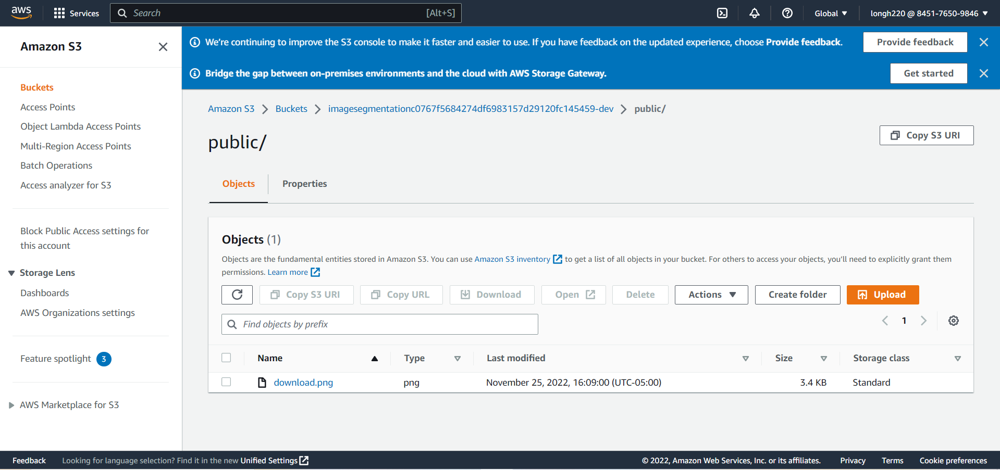 aws
Services
Search [Alt+S]
Global
longh220 @ 8451-7650-9846
Amazon S3
Buckets
Access Points
Object Lambda Access Points
Multi-Region Access Points
Batch Operations
Access analyzer for S3
Block Public Access settings for
this account
Storage Lens
Dashboards
AWS Organizations settings
Feature spotlight 3
AWS Marketplace for S3
We're continuing to improve the S3 console to make it faster and easier to use. If you have feedback on the updated experience, choose Provide feedback.
Provide feedback
Bridge the gap between on-premises environments and the cloud with AWS Storage Gateway.
Get started
Amazon S3 Buckets imagesegmentationc0767f5684274df6983157d29120fc145459-dev public/
public/
Copy S3 URI
Objects Properties
Objects (1)
Objects are the fundamental entities stored in Amazon S3. You can use Amazon S3 inventory to get a list of all objects in your bucket. For others to access your objects, you'll need to explicitly grant them
permissions. Learn more
Copy S3 URI Copy URL Download Open Delete Actions Create folder Upload
Find objects by prefix
1
Name Type Last modified Size Storage class
download.png png November 25, 2022, 16:09:00 (UTC-05:00) 3.4 KB Standard
Feedback Looking for language selection? Find it in the new Unified Settings © 2022, Amazon Web Services, Inc. or its affiliates. Privacy Terms Cookie preferences